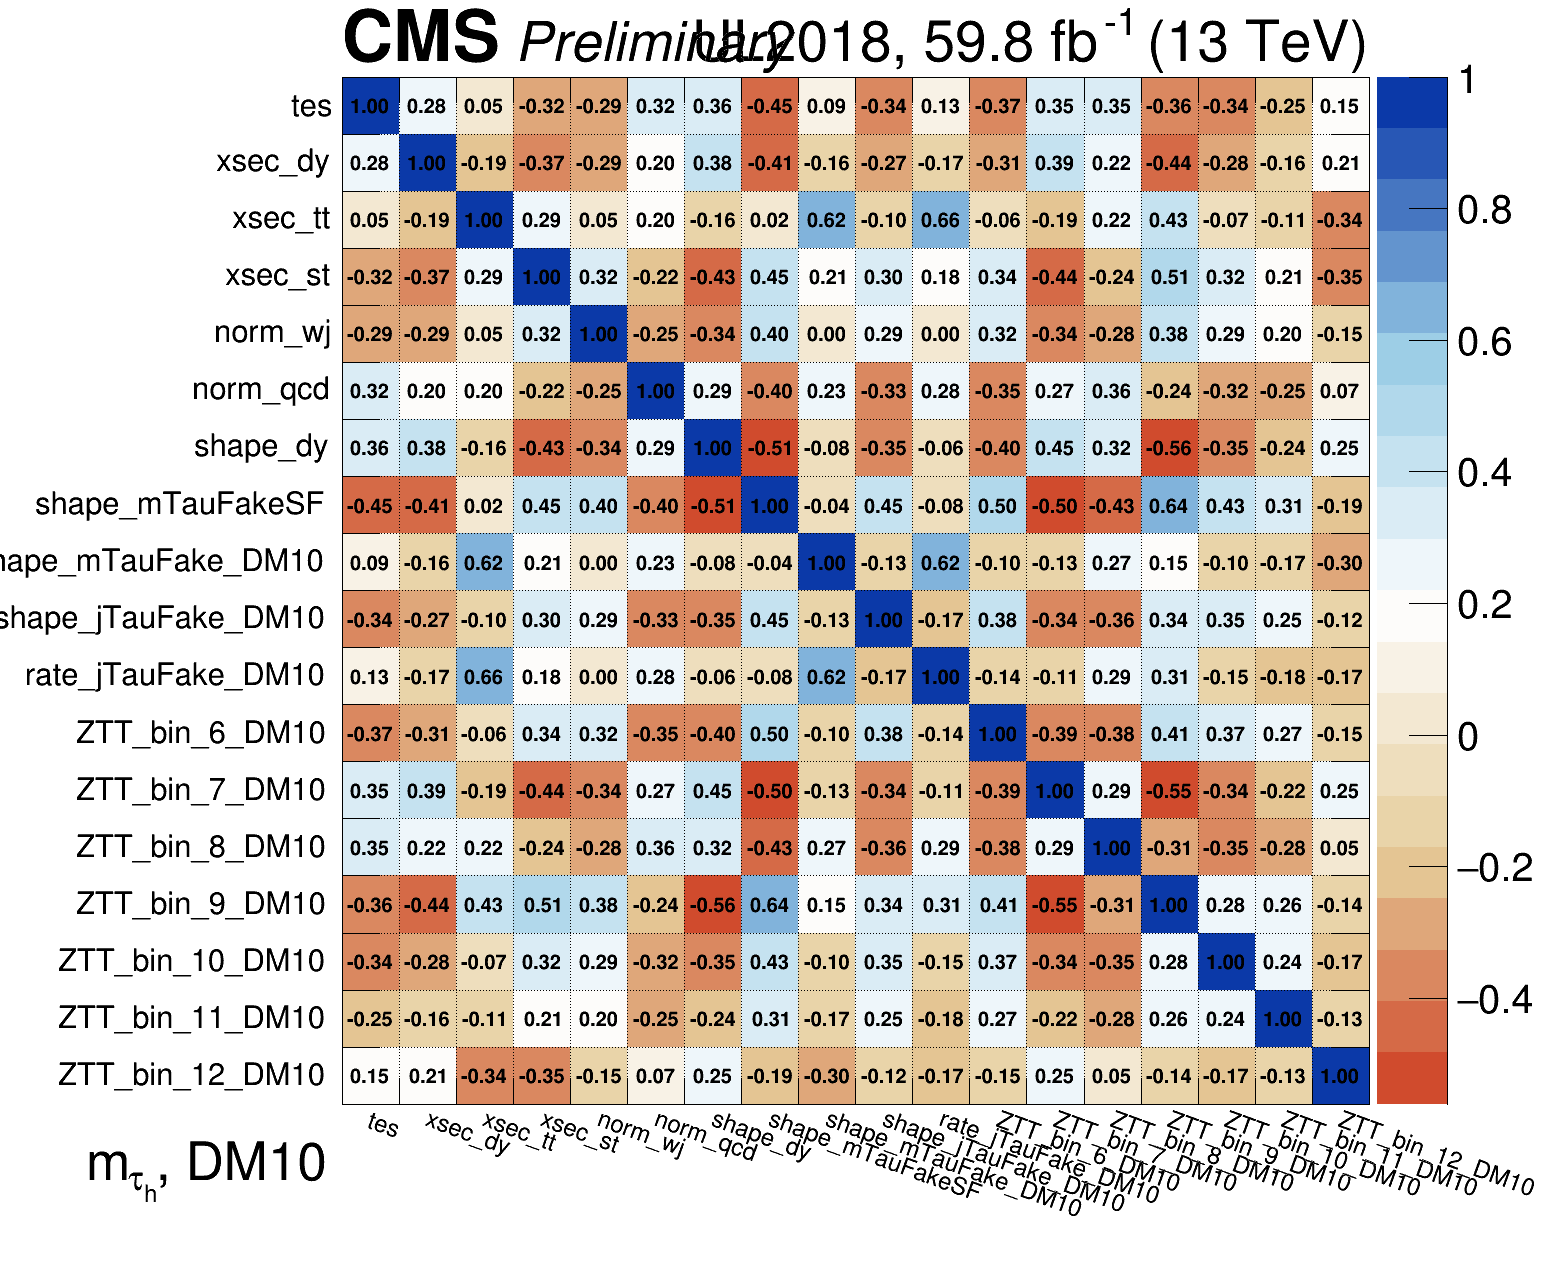 CMS Preliminary UL2018, 59.8 fb-1 (13 TeV)
tes 1.00 0.28 0.05 -0.32 -0.29 0.32 0.36 -0.45 0.09 -0.34 0.13 -0.37 0.35 0.35 -0.36 -0.34 -0.25 0.15
xsec_dy 0.28 1.00 -0.19 -0.37 -0.29 0.20 0.38 -0.41 -0.16 -0.27 -0.17 -0.31 0.39 0.22 -0.44 -0.28 -0.16 0.21
xsec_tt 0.05 -0.19 1.00 0.29 0.05 0.20 -0.16 0.02 0.62 -0.10 0.66 -0.06 -0.19 0.22 0.43 -0.07 -0.11 -0.34
xsec_st -0.32 -0.37 0.29 1.00 0.32 -0.22 -0.43 0.45 0.21 0.30 0.18 0.34 -0.44 -0.24 0.51 0.32 0.21 -0.35
norm_wj -0.29 -0.29 0.05 0.32 1.00 -0.25 -0.34 0.40 0.00 0.29 0.00 0.32 -0.34 -0.28 0.38 0.29 0.20 -0.15
norm_qcd 0.32 0.20 0.20 -0.22 -0.25 1.00 0.29 -0.40 0.23 -0.33 0.28 -0.35 0.27 0.36 -0.24 -0.32 -0.25 0.07
shape_dy 0.36 0.38 -0.16 -0.43 -0.34 0.29 1.00 -0.51 -0.08 -0.35 -0.06 -0.40 0.45 0.32 -0.56 -0.35 -0.24 0.25
shape_mTauFakeSF -0.45 -0.41 0.02 0.45 0.40 -0.40 -0.51 1.00 -0.04 0.45 -0.08 0.50 -0.50 -0.43 0.64 0.43 0.31 -0.19
hape_mTauFake_DM10 0.09 -0.16 0.62 0.21 0.00 0.23 -0.08 -0.04 1.00 -0.13 0.62 -0.10 -0.13 0.27 0.15 -0.10 -0.17 -0.30
shape_jTauFake_DM10 -0.34 -0.27 -0.10 0.30 0.29 -0.33 -0.35 0.45 -0.13 1.00 -0.17 0.38 -0.34 -0.36 0.34 0.35 0.25 -0.12
rate_jTauFake_DM10 0.13 -0.17 0.66 0.18 0.00 0.28 -0.06 -0.08 0.62 -0.17 1.00 -0.14 -0.11 0.29 0.31 -0.15 -0.18 -0.17
ZTT_bin_6_DM10 -0.37 -0.31 -0.06 0.34 0.32 -0.35 -0.40 0.50 -0.10 0.38 -0.14 1.00 -0.39 -0.38 0.41 0.37 0.27 -0.15
ZTT_bin_7_DM10 0.35 0.39 -0.19 -0.44 -0.34 0.27 0.45 -0.50 -0.13 -0.34 -0.11 -0.39 1.00 0.29 -0.55 -0.34 -0.22 0.25
ZTT_bin_8_DM10 0.35 0.22 0.22 -0.24 -0.28 0.36 0.32 -0.43 0.27 -0.36 0.29 -0.38 0.29 1.00 -0.31 -0.35 -0.28 0.05
ZTT_bin_9_DM10 -0.36 -0.44 0.43 0.51 0.38 -0.24 -0.56 0.64 0.15 0.34 0.31 0.41 -0.55 -0.31 1.00 0.28 0.26 -0.14
ZTT_bin_10_DM10 -0.34 -0.28 -0.07 0.32 0.29 -0.32 -0.35 0.43 -0.10 0.35 -0.15 0.37 -0.34 -0.35 0.28 1.00 0.24 -0.17
ZTT_bin_11_DM10 -0.25 -0.16 -0.11 0.21 0.20 -0.25 -0.24 0.31 -0.17 0.25 -0.18 0.27 -0.22 -0.28 0.26 0.24 1.00 -0.13
ZTT_bin_12_DM10 0.15 0.21 -0.34 -0.35 -0.15 0.07 0.25 -0.19 -0.30 -0.12 -0.17 -0.15 0.25 0.05 -0.14 -0.17 -0.13 1.00
1
0.8
0.6
0.4
0.2
0
−0.2
−0.4
tes
xsec_dy
xsec_tt
xsec_st
norm_wj
norm_qcd
shape_dy
shape_mTauFakeSF
shape_mTauFake_DM10
shape_jTauFake_DM10
rate_jTauFake_DM10
ZTT_bin_6_DM10
ZTT_bin_7_DM10
ZTT_bin_8_DM10
ZTT_bin_9_DM10
ZTT_bin_10_DM10
ZTT_bin_11_DM10
ZTT_bin_12_DM10
mτh, DM10